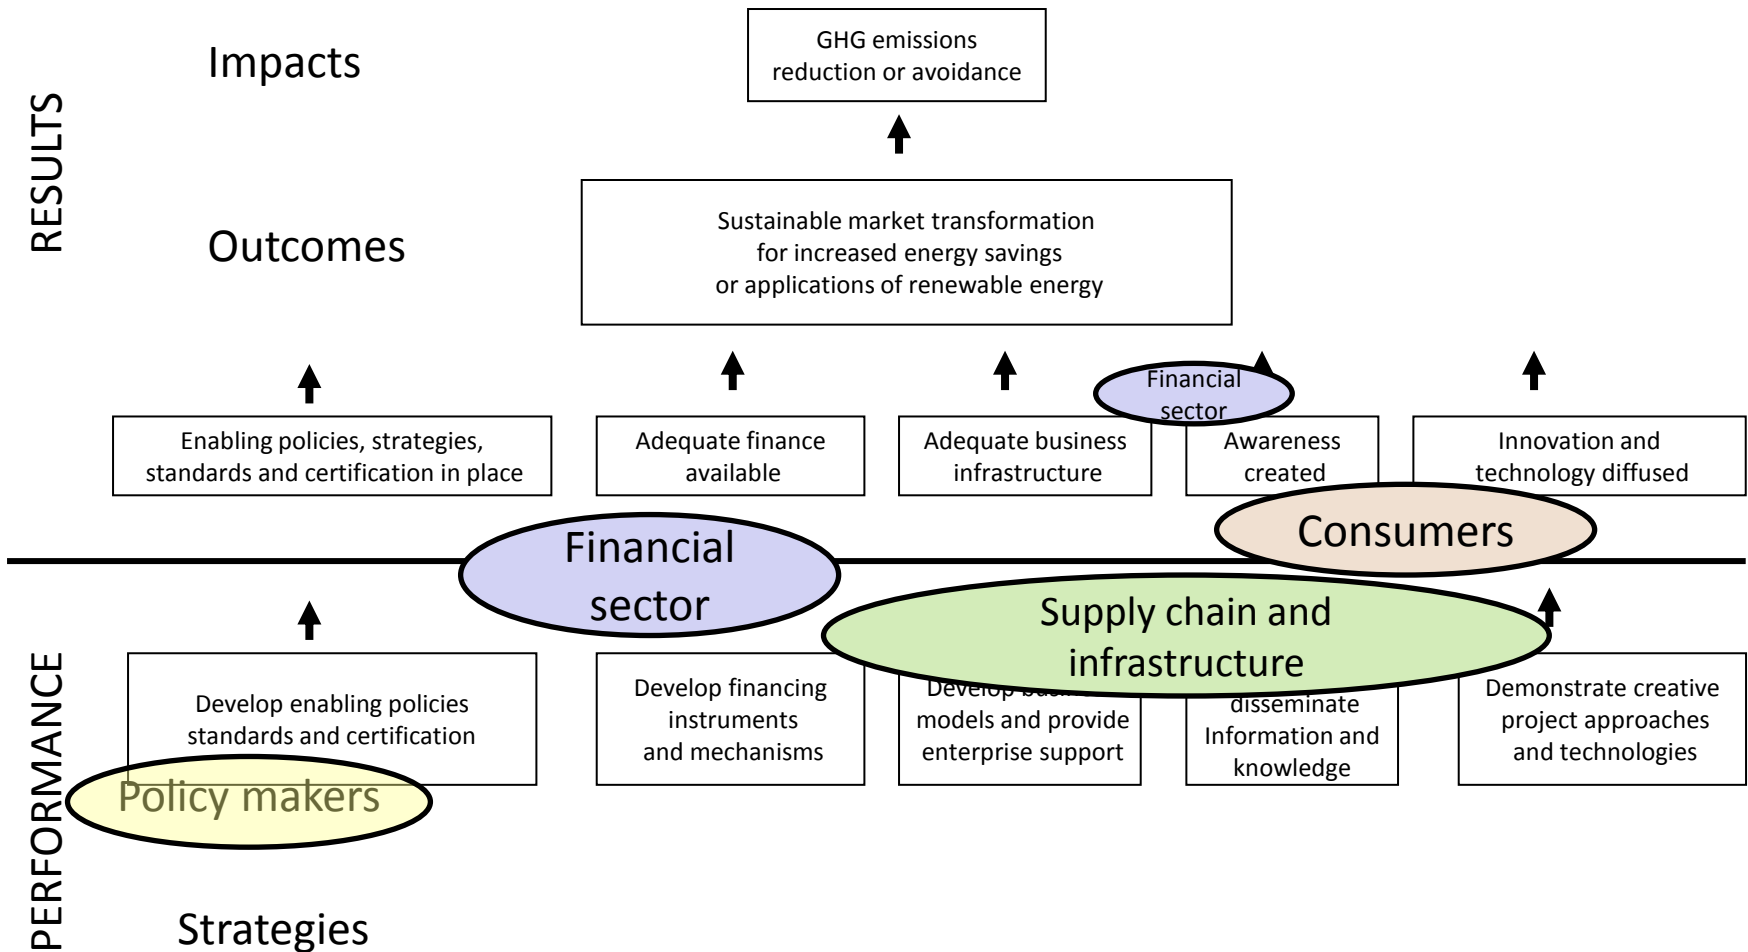 RESULTS
Impacts
GHG emissions
reduction or avoidance
Outcomes
Sustainable market transformation
for increased energy savings
or applications of renewable energy
Financial
sector
Enabling policies, strategies,
standards and certification in place
Adequate finance
available
Adequate business
infrastructure
Awareness
created
Innovation and
technology diffused
Financial
sector
Consumers
Supply chain and
infrastructure
PERFORMANCE
Develop enabling policies
standards and certification
Policy makers
Develop financing
instruments
and mechanisms
Develop
models and provide
enterprise support
disseminate
Information and
knowledge
Demonstrate creative
project approaches
and technologies
Strategies